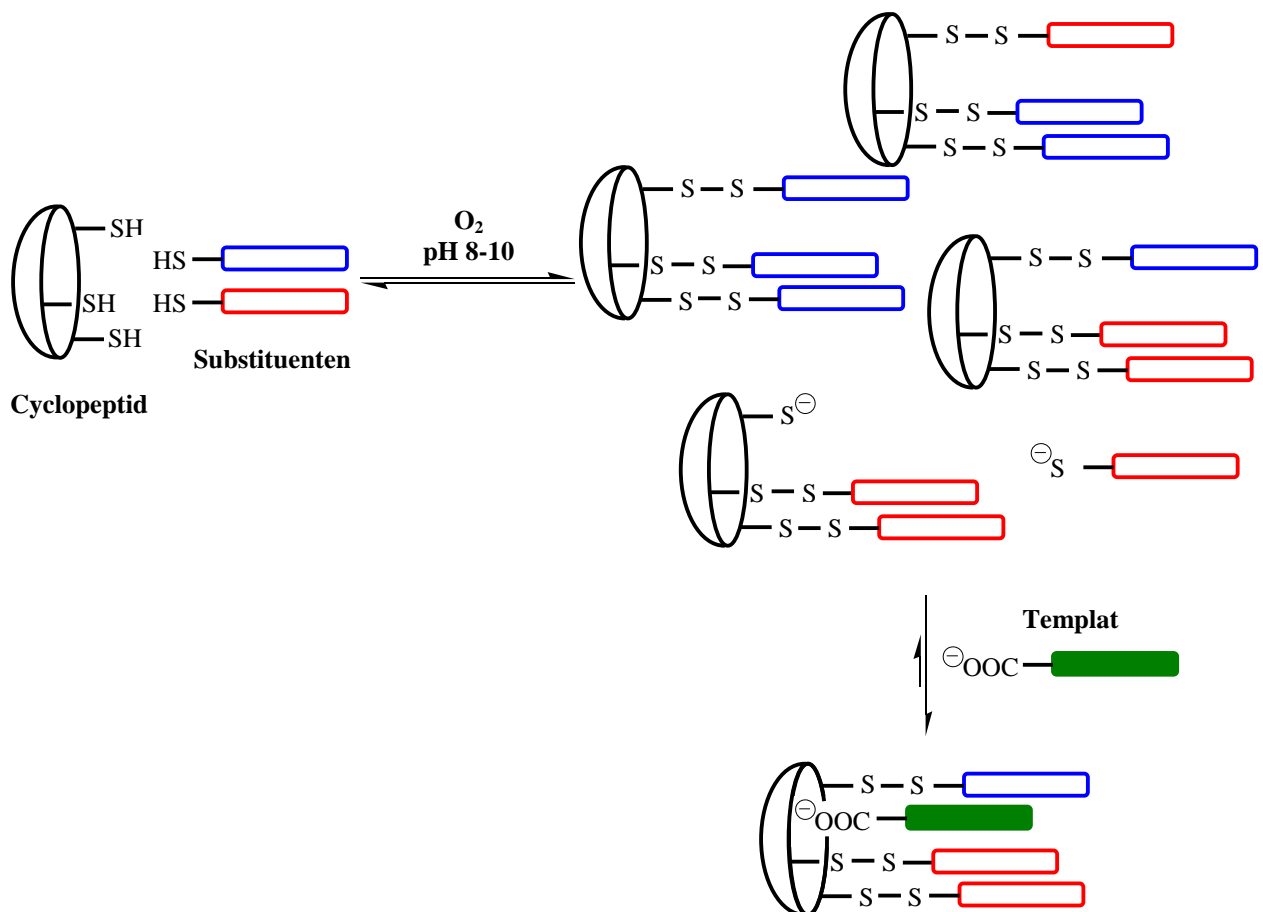 S S
S S
S S
S S
SH
HS
HS
SH
SH
O2
pH 8-10
S S
S S
S S
S S
S S
Substituenten
Cyclopeptid
S⊖
⊖S
S S
S S
Templat
⊖OOC
S S
⊖OOC
S S
S S